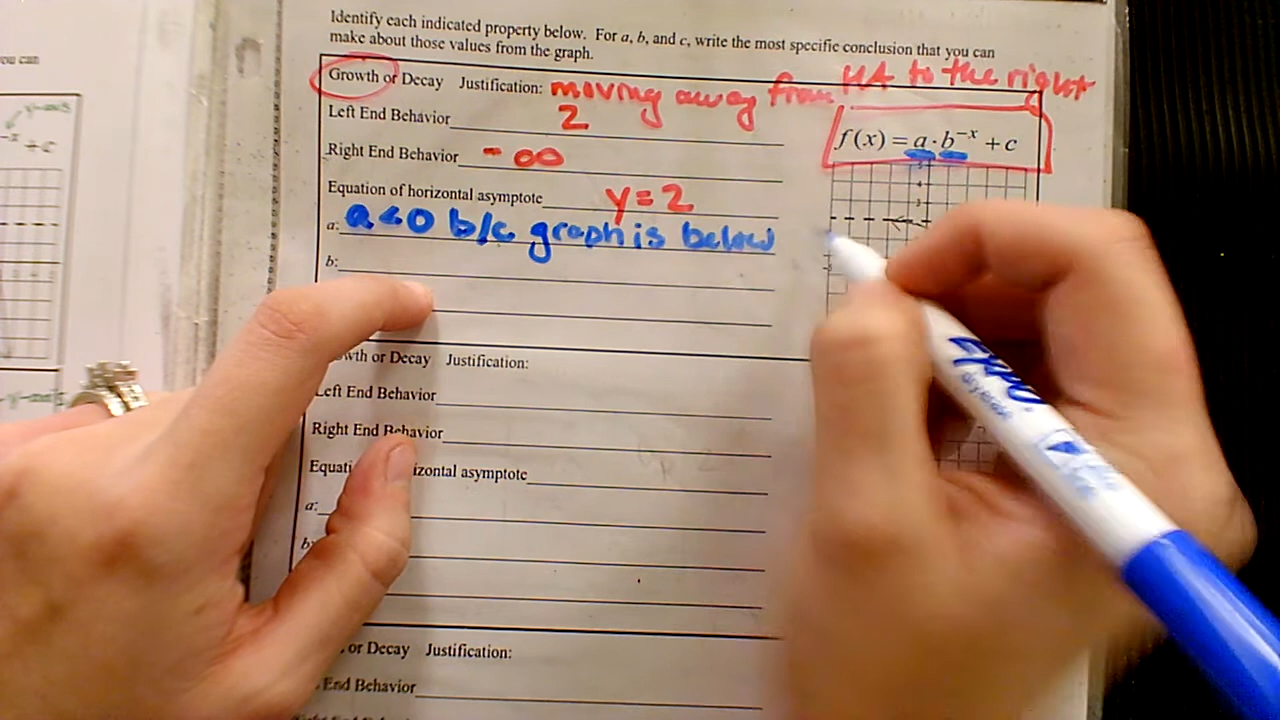 Identify each indicated property below. For a, b, and c, write the most specific conclusion that you can
make about those values from the graph.
Growth or Decay Justification: moving away from HA to the right
Left End Behavior 2
f(x) = a · b^{-x} + c
Right End Behavior -∞
Equation of horizontal asymptote y=2
a: a<0 b/c graph is below
b:
Growth or Decay Justification:
Left End Behavior
Right End Behavior
a:
b:
or Decay Justification:
End Behavior
EXPO